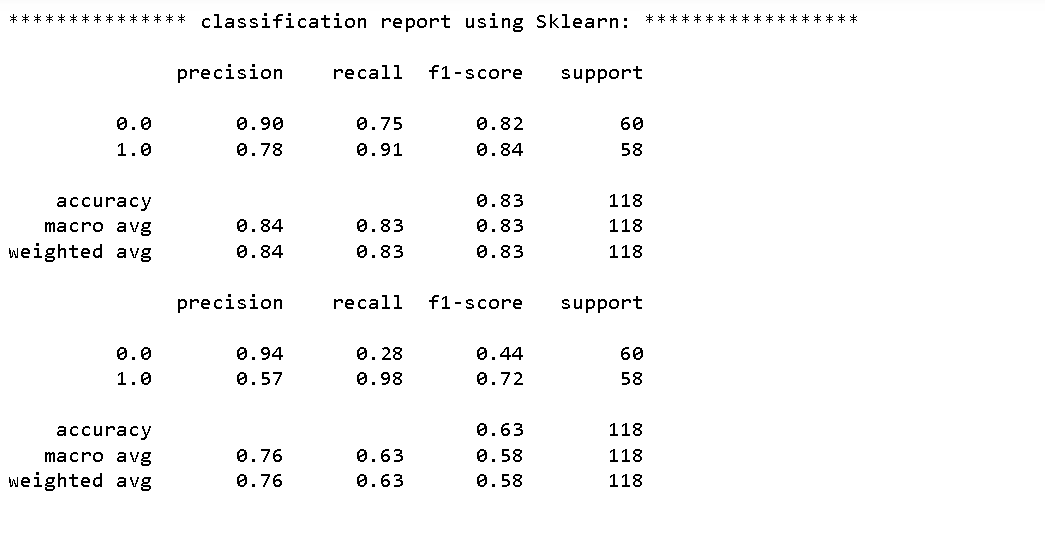 *************** classification report using Sklearn: ******************
precision recall f1-score support
0.0 0.90 0.75 0.82 60
1.0 0.78 0.91 0.84 58
accuracy 0.83 118
macro avg 0.84 0.83 0.83 118
weighted avg 0.84 0.83 0.83 118
precision recall f1-score support
0.0 0.94 0.28 0.44 60
1.0 0.57 0.98 0.72 58
accuracy 0.63 118
macro avg 0.76 0.63 0.58 118
weighted avg 0.76 0.63 0.58 118